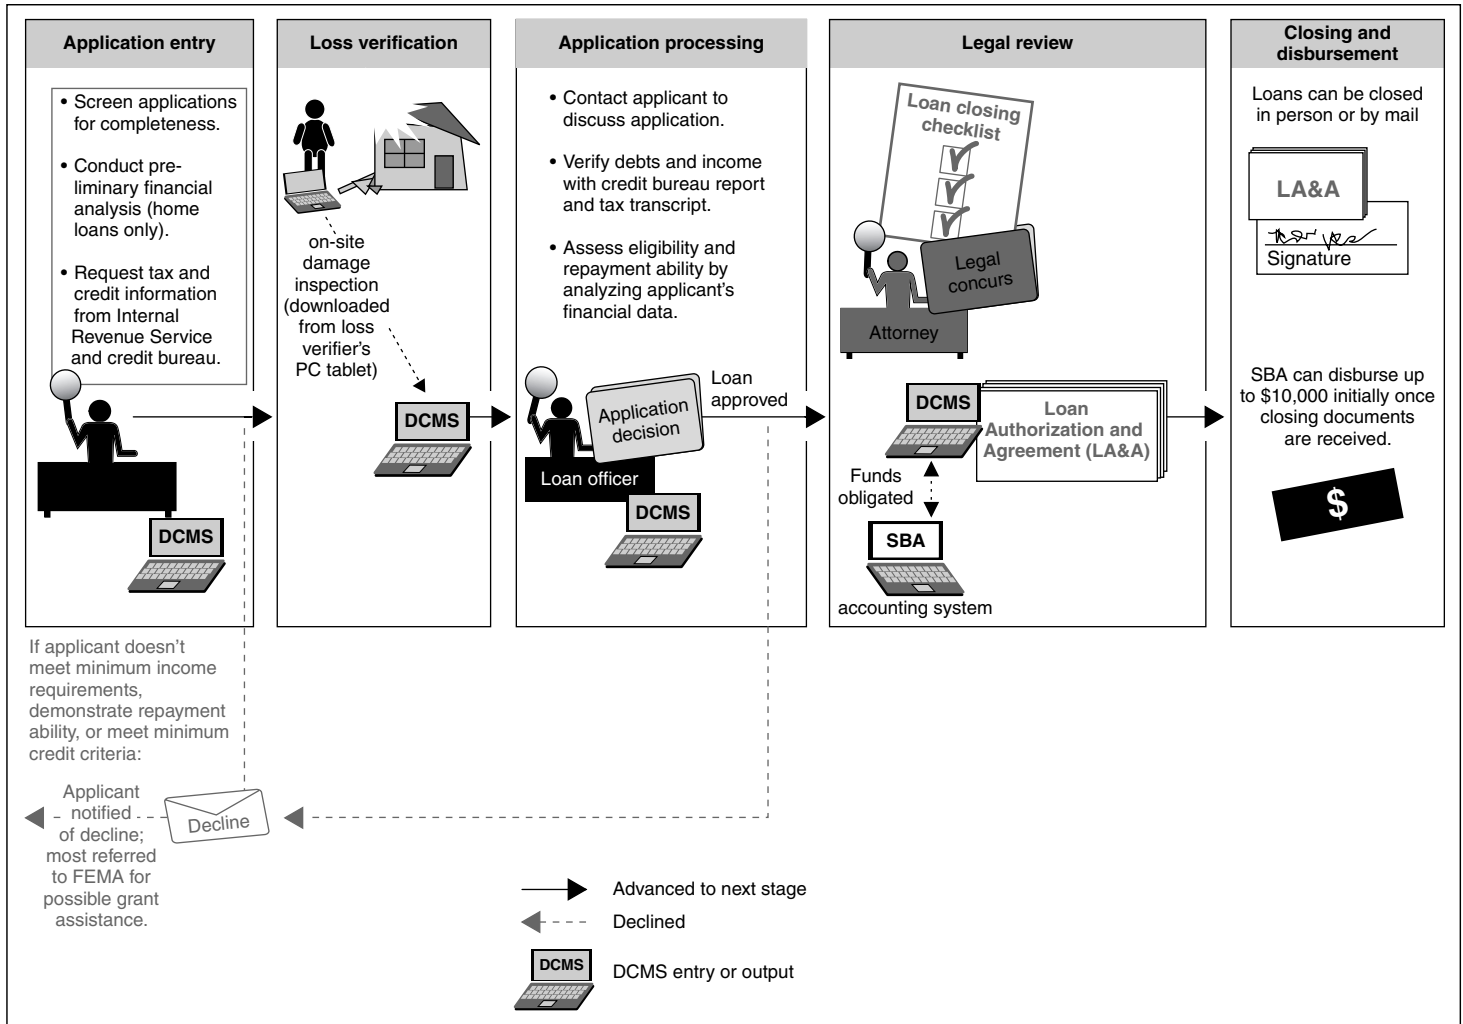 Application entry
• Screen applications
for completeness.
• Conduct pre-
liminary financial
analysis (home
loans only).
• Request tax and
credit information
from Internal
Revenue Service
and credit bureau.
DCMS
Loss verification
on-site
damage
inspection
(downloaded
from loss
verifier's
PC tablet)
DCMS
Application processing
• Contact applicant to
discuss application.
• Verify debts and income
with credit bureau report
and tax transcript.
• Assess eligibility and
repayment ability by
analyzing applicant's
financial data.
Application
decision
Loan officer
DCMS
Loan
approved
Legal review
Loan closing
checklist
Legal
concurs
Attorney
DCMS
Loan
Authorization and
Agreement (LA&A)
Funds
obligated
SBA
accounting system
Closing and
disbursement
Loans can be closed
in person or by mail
LA&A
Signature
SBA can disburse up
to $10,000 initially once
closing documents
are received.
$
If applicant doesn't
meet minimum income
requirements,
demonstrate repayment
ability, or meet minimum
credit criteria:
Applicant
notified
of decline;
most referred
to FEMA for
possible grant
assistance.
Decline
Advanced to next stage
Declined
DCMS
DCMS entry or output